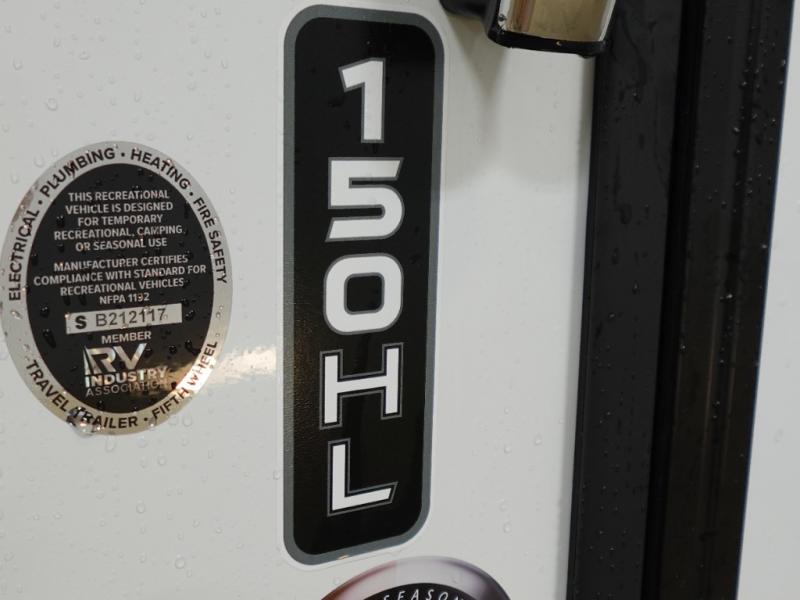 ELECTRICAL · PLUMBING · HEATING · FIRE SAFETY
THIS RECREATIONAL
VEHICLE IS DESIGNED
FOR TEMPORARY
RECREATIONAL, CAMPING
OR SEASONAL USE
MANUFACTURER CERTIFIES
COMPLIANCE WITH STANDARD FOR
RECREATIONAL VEHICLES
NFPA 1192
S B212117
MEMBER
RV
INDUSTRY
ASSOCIATION
TRAVEL TRAILER · FIFTH WHEEL
150HL
SEASON